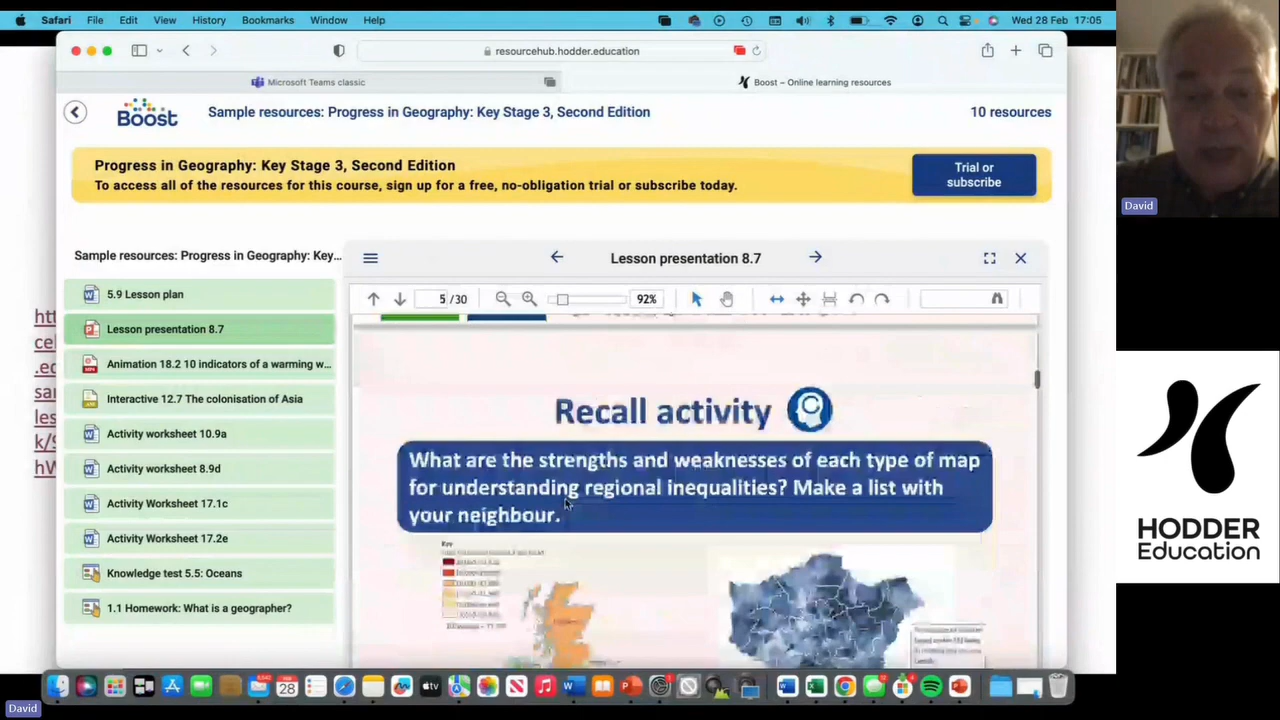 Safari File Edit View History Bookmarks Window Help Wed 28 Feb 17:05
resourcehub.hodder.education
Microsoft Teams classic Boost – Online learning resources
Boost Sample resources: Progress in Geography: Key Stage 3, Second Edition 10 resources
Progress in Geography: Key Stage 3, Second Edition
To access all of the resources for this course, sign up for a free, no-obligation trial or subscribe today.
Trial or
subscribe
Sample resources: Progress in Geography: Key...
5.9 Lesson plan
Lesson presentation 8.7
Animation 18.2 10 indicators of a warming w...
Interactive 12.7 The colonisation of Asia
Activity worksheet 10.9a
Activity worksheet 8.9d
Activity Worksheet 17.1c
Activity Worksheet 17.2e
Knowledge test 5.5: Oceans
1.1 Homework: What is a geographer?
Lesson presentation 8.7
5 /30 92%
Recall activity
What are the strengths and weaknesses of each type of map
for understanding regional inequalities? Make a list with
your neighbour.
Key
htt
cel
.ed
sar
les
k/9
hW
David
HODDER
Education
28
David